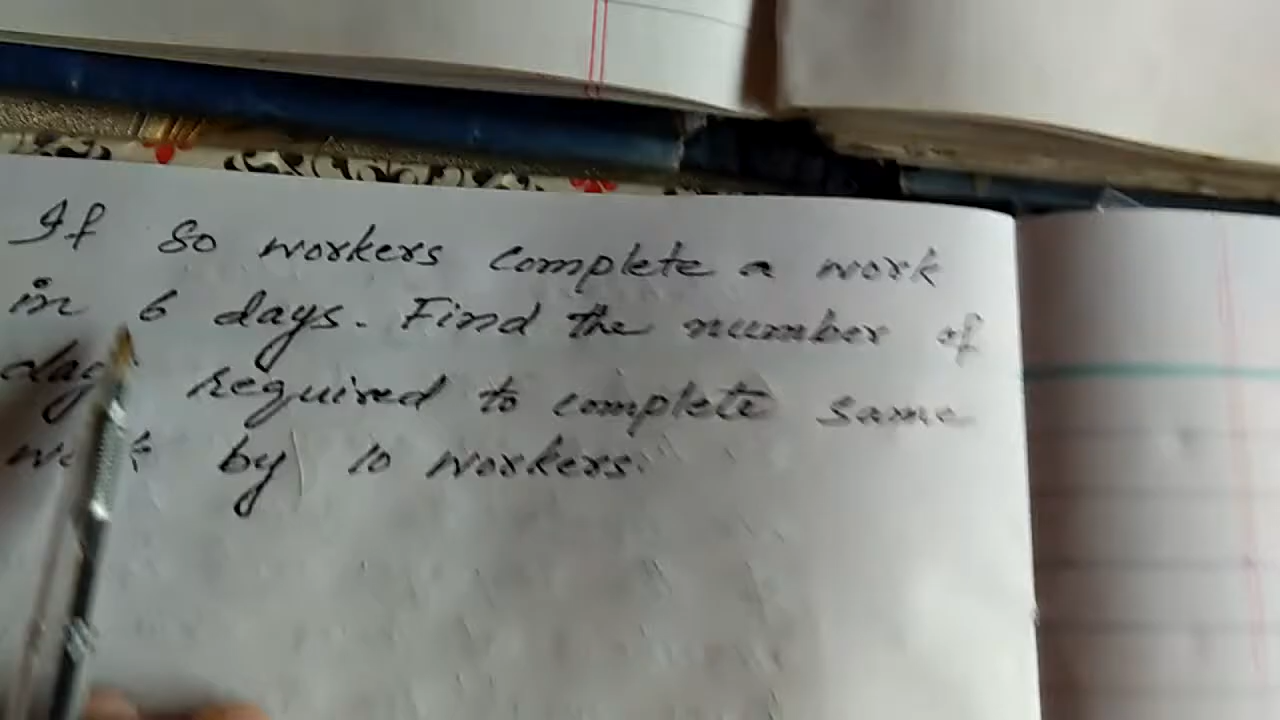 If 80 workers complete a work
in 6 days. Find the number of
required to complete same
by 10 workers.